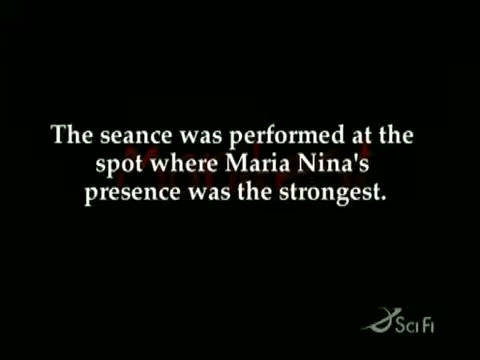 The seance was performed at the
spot where Maria Nina's
presence was the strongest.
SCI FI